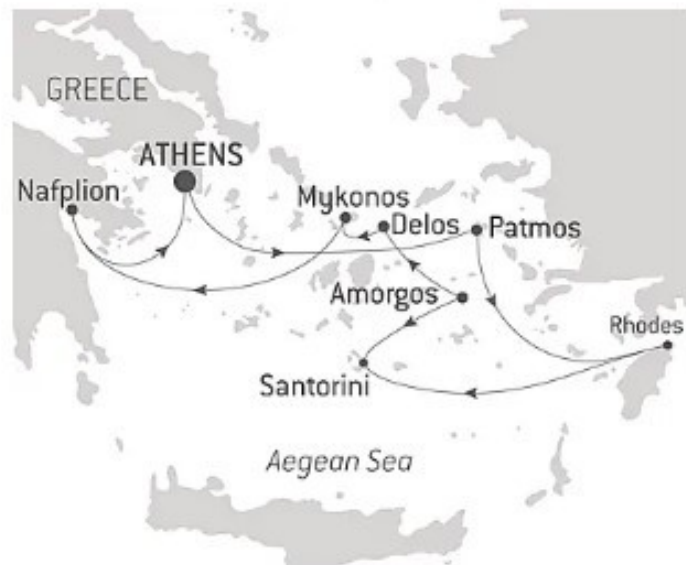 GREECE
ATHENS
Nafplion
Mykonos
Delos
Patmos
Amorgos
Rhodes
Santorini
Aegean Sea